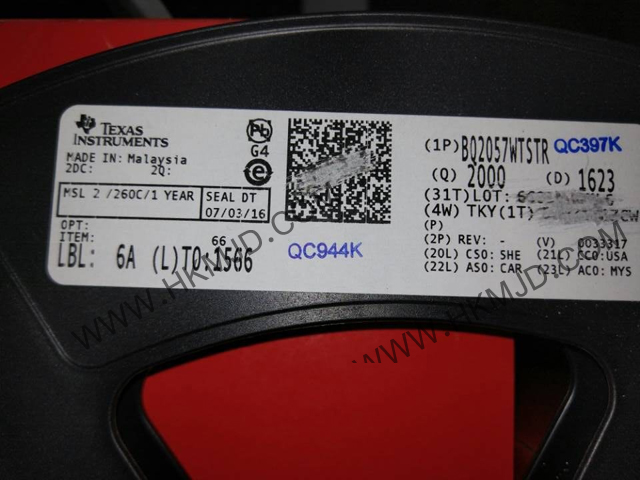 TEXAS
INSTRUMENTS
MADE IN: Malaysia
2DC: 2Q:
MSL 2 /260C/1 YEAR
SEAL DT
07/03/16
OPT:
ITEM: 66
LBL: 6A (L)TO:1566
Pb
G4
e
QC944K
(1P) BQ2057WTSTR QC397K
(Q) 2000 (D) 1623
(31T)LOT:
(4W) TKY(1T)
(P)
(2P) REV: - (V) 0033317
(20L) CSO: SHE (21L) CCO:USA
(22L) ASO: CAR (23L) ACO: MYS
WWW.HKMJD.COM
WWW.HKMJD.COM